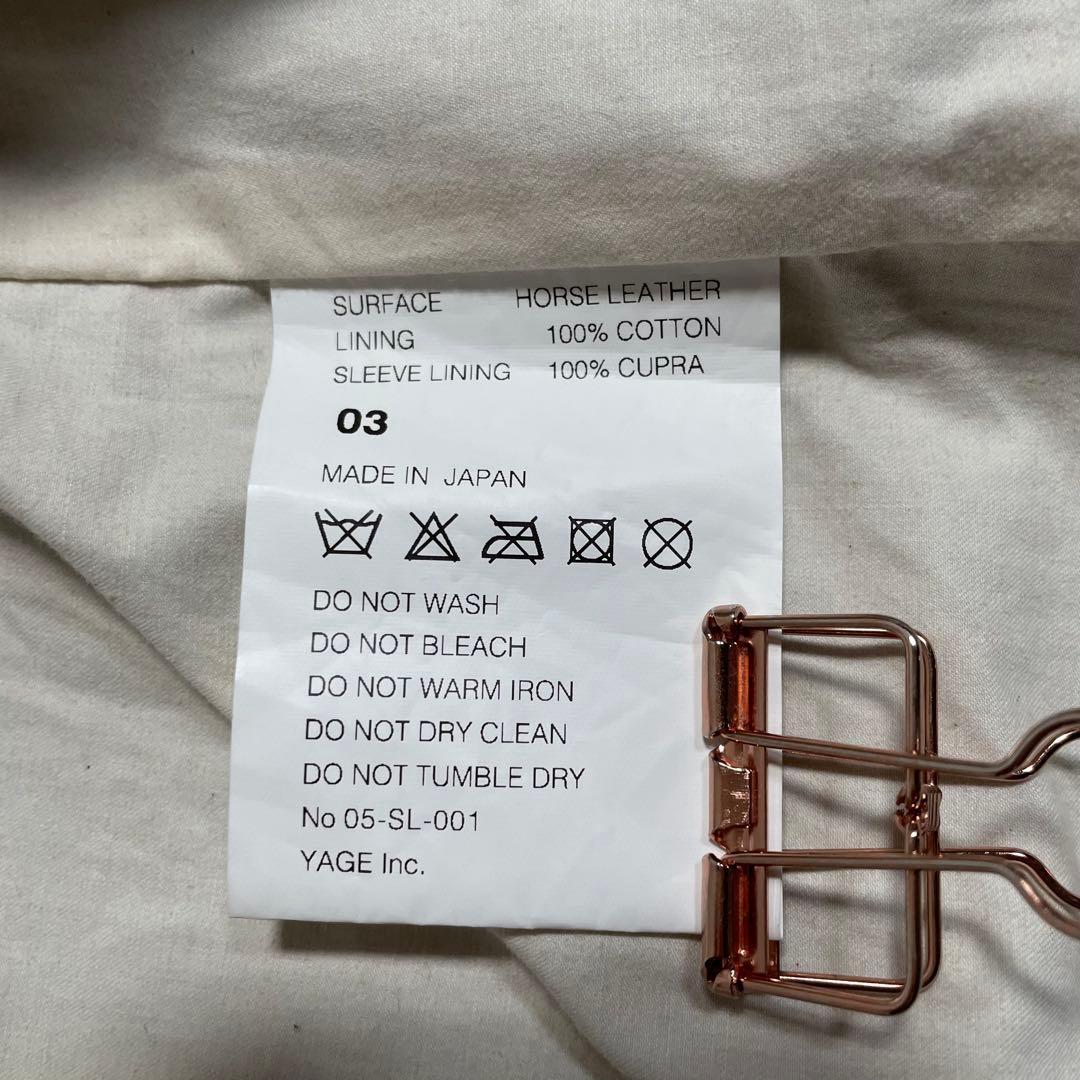 SURFACE HORSE LEATHER
LINING 100% COTTON
SLEEVE LINING 100% CUPRA
03
MADE IN JAPAN
DO NOT WASH
DO NOT BLEACH
DO NOT WARM IRON
DO NOT DRY CLEAN
DO NOT TUMBLE DRY
No 05-SL-001
YAGE Inc.